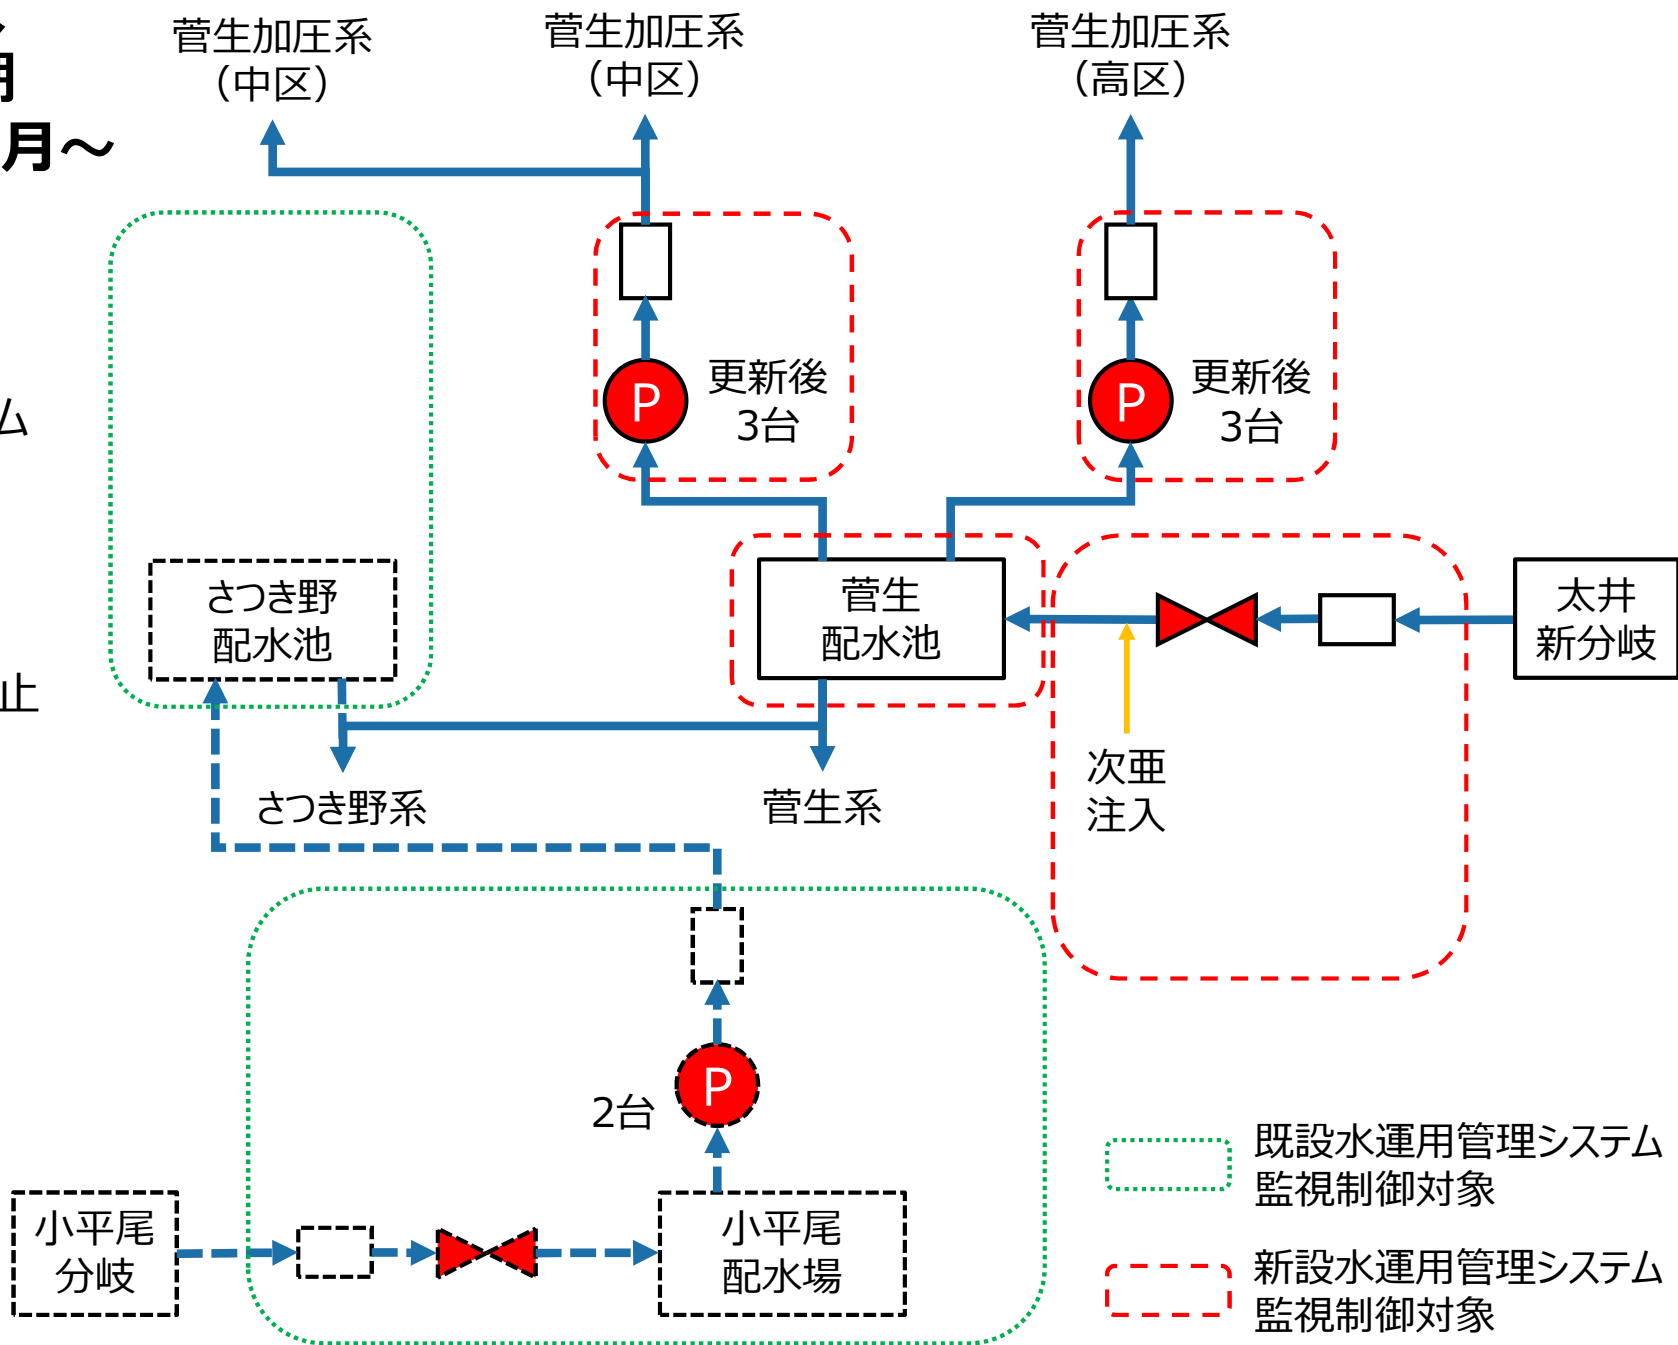 月～
ム
止
菅生加圧系
（中区）
菅生加圧系
（中区）
菅生加圧系
（高区）
P
更新後
3台
P
更新後
3台
さつき野
配水池
菅生
配水池
太井
新分岐
次亜
注入
さつき野系
菅生系
P
2台
小平尾
分岐
小平尾
配水場
既設水運用管理システム
監視制御対象
新設水運用管理システム
監視制御対象